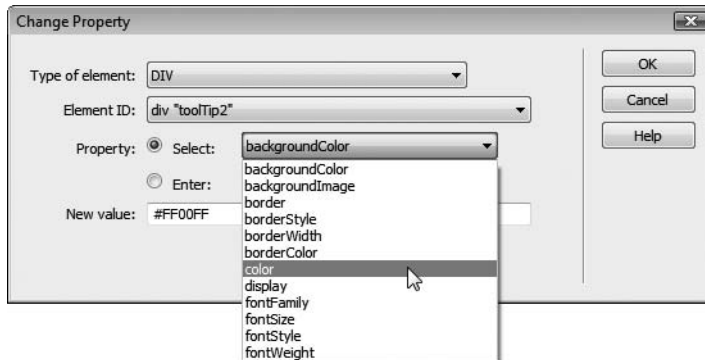 Change Property
Type of element: DIV
OK
Element ID: div "toolTip2"
Cancel
Property: Select: backgroundColor
Help
Enter:
New value: #FF00FF
backgroundColor
backgroundImage
border
borderStyle
borderWidth
borderColor
color
display
fontFamily
fontSize
fontStyle
fontWeight